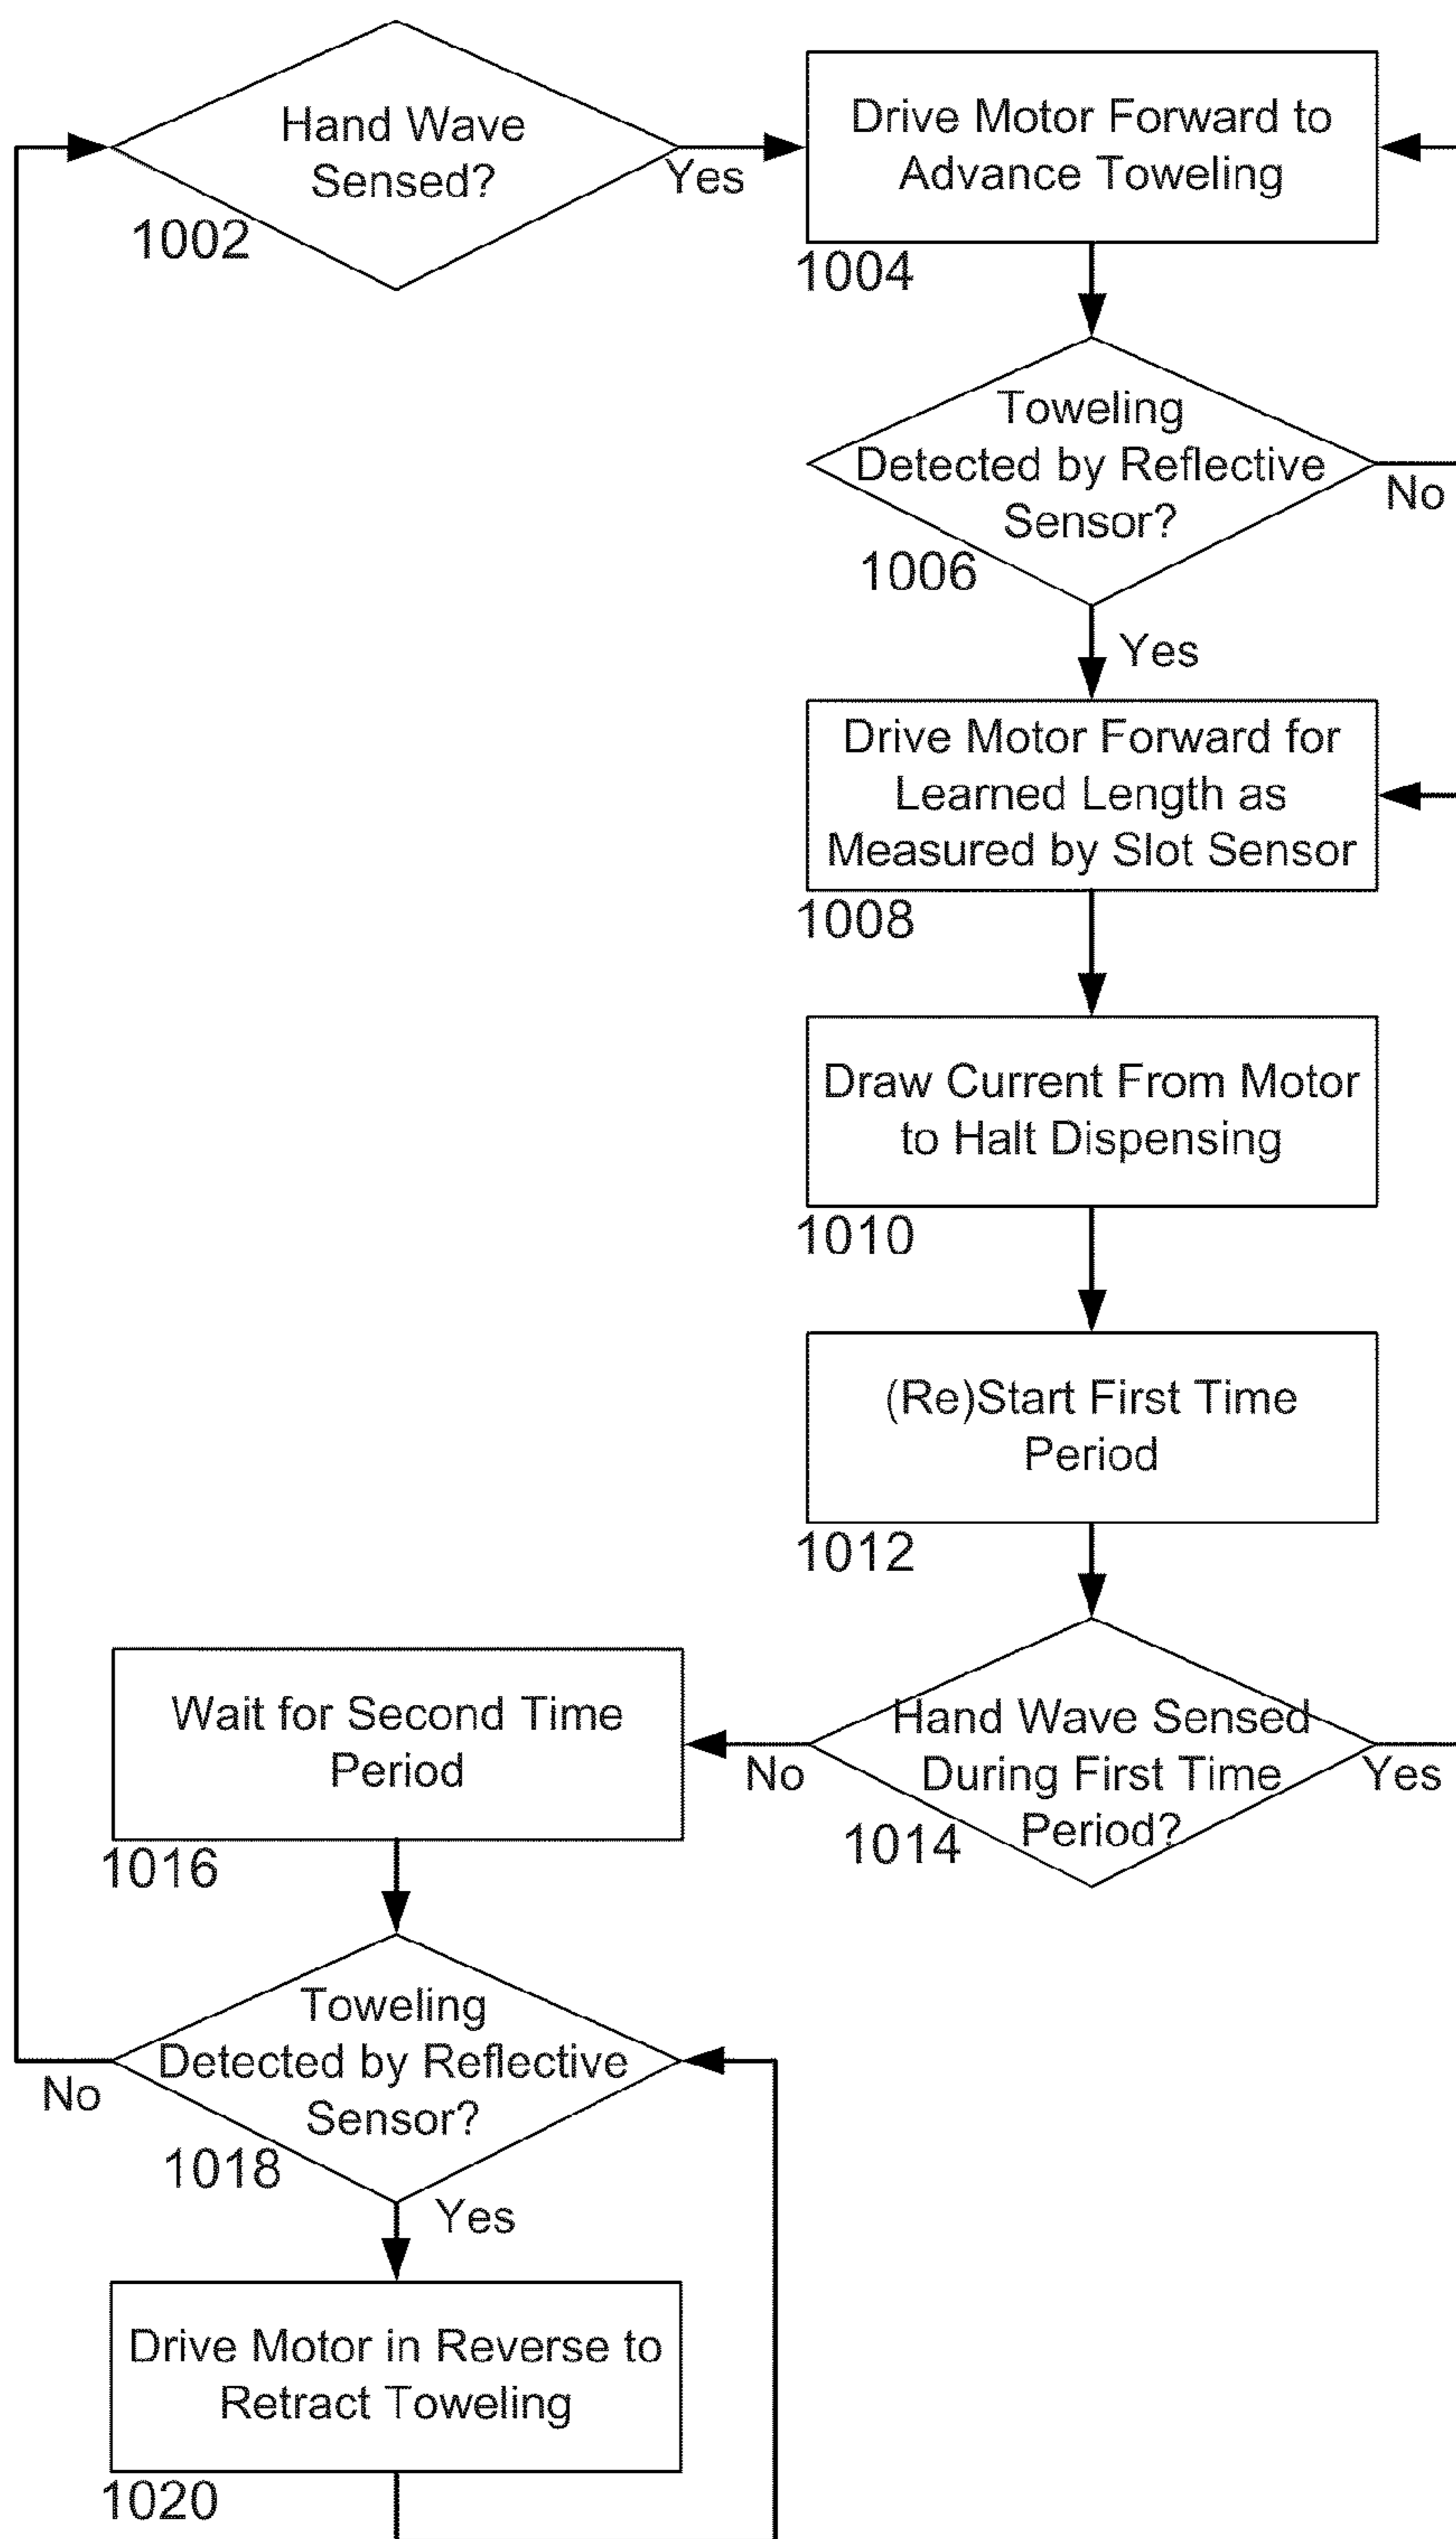 Hand Wave
Sensed?
Yes
1002
Drive Motor Forward to
Advance Toweling
1004
Toweling
Detected by Reflective
Sensor?
No
1006
Yes
Drive Motor Forward for
Learned Length as
Measured by Slot Sensor
1008
Draw Current From Motor
to Halt Dispensing
1010
(Re)Start First Time
Period
1012
Hand Wave Sensed
During First Time
Period?
Yes
No
1014
Wait for Second Time
Period
1016
Toweling
Detected by Reflective
Sensor?
No
1018
Yes
Drive Motor in Reverse to
Retract Toweling
1020